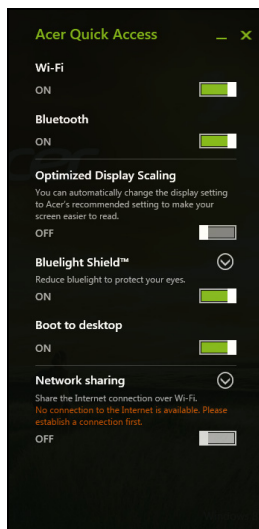 Acer Quick Access
Wi-Fi
ON
Bluetooth
ON
Optimized Display Scaling
You can automatically change the display setting
to Acer's recommended setting to make your
screen easier to read.
OFF
Bluelight Shield™
Reduce bluelight to protect your eyes.
ON
Boot to desktop
ON
Network sharing
Share the Internet connection over Wi-Fi.
No connection to the Internet is available. Please
establish a connection first.
OFF